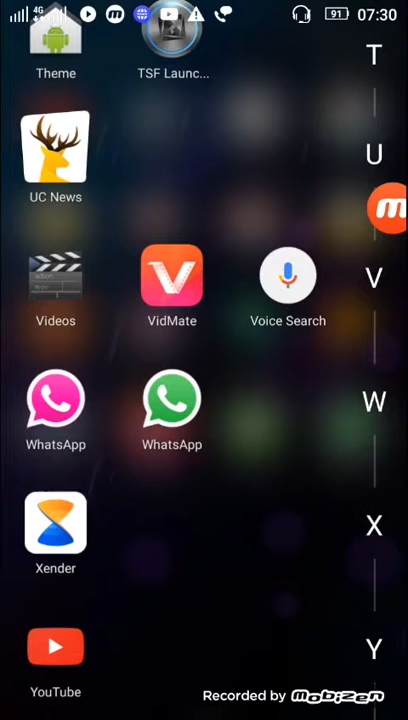 4G
91
07:30
Theme
TSF Launc...
T
U
UC News
V
Videos
VidMate
Voice Search
W
WhatsApp
WhatsApp
X
Xender
Y
YouTube
Recorded by mobizen